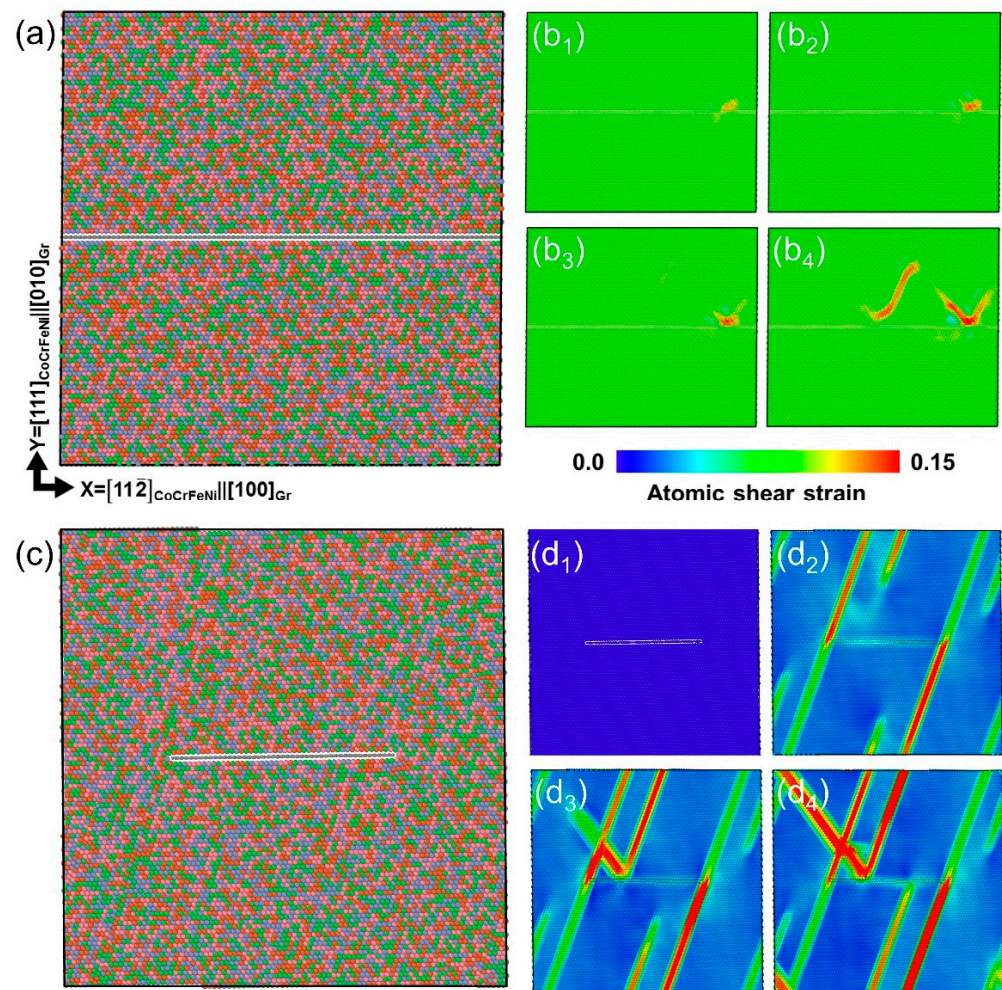 (a)
(b₁)
(b₂)
(b₃)
(b₄)
Y=[111]CoCrFeNi||[010]Gr
X=[112̄]CoCrFeNi||[100]Gr
0.0
0.15
Atomic shear strain
(c)
(d₁)
(d₂)
(d₃)
(d₄)